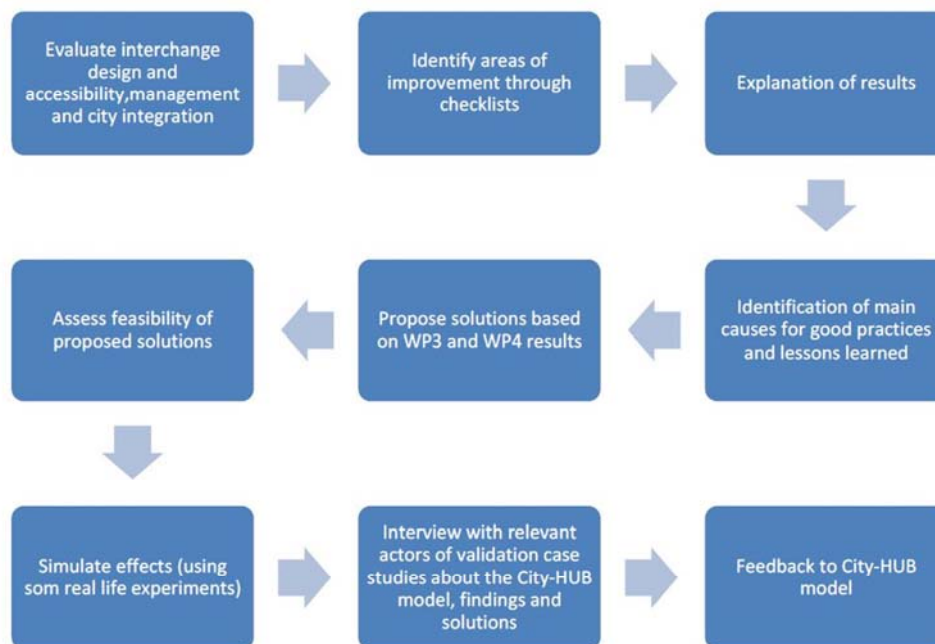 Evaluate interchange
design and
accessibility,management
and city integration
Identify areas of
improvement through
checklists
Explanation of results
Identification of main
causes for good practices
and lessons learned
Propose solutions based
on WP3 and WP4 results
Assess feasibility of
proposed solutions
Simulate effects (using
som real life experiments)
Interview with relevant
actors of validation case
studies about the City-HUB
model, findings and
solutions
Feedback to City-HUB
model